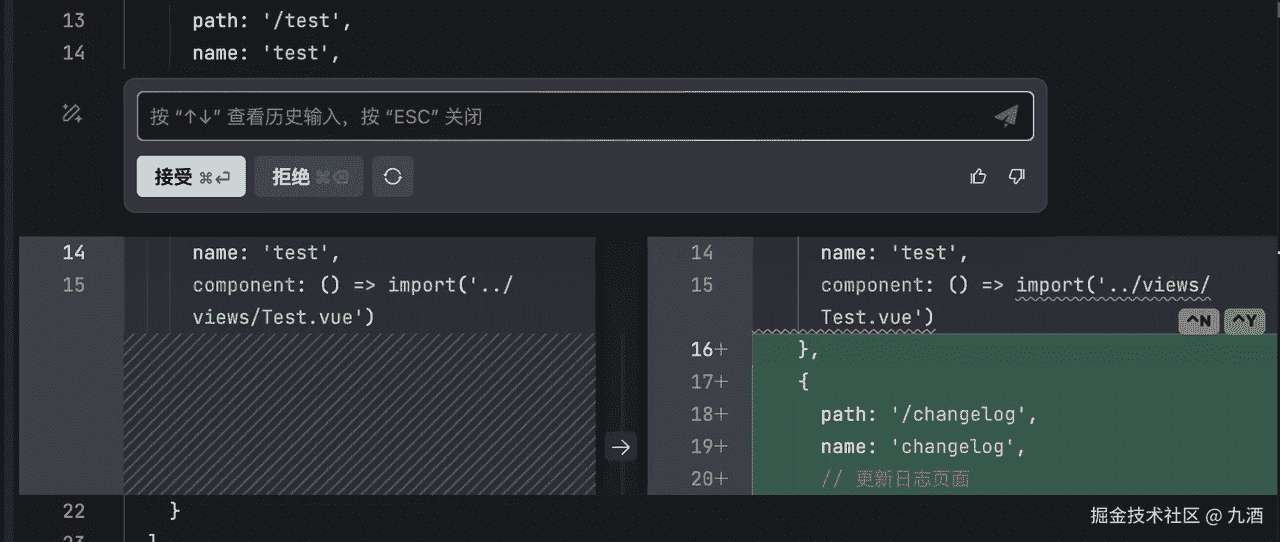 13 path: '/test',
14 name: 'test',
按 “↑↓” 查看历史输入，按 “ESC” 关闭
接受 ⌘⏎ 拒绝 ⌘⌫
14 name: 'test',
15 component: () => import('../
views/Test.vue')
14 name: 'test',
15 component: () => import('../views/
Test.vue')
^N ^Y
16+ },
17+ {
18+ path: '/changelog',
19+ name: 'changelog',
20+ // 更新日志页面
22 }
23 ]
掘金技术社区 @ 九酒